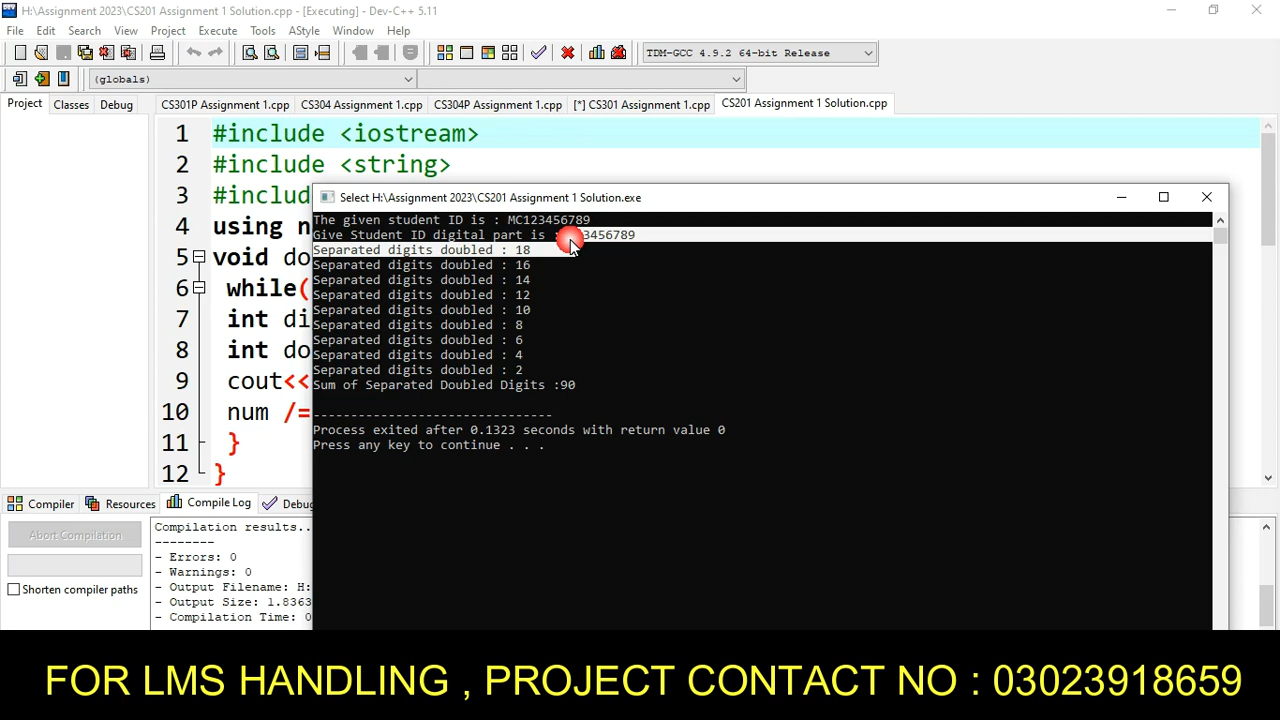 H:\Assignment 2023\CS201 Assignment 1 Solution.cpp - [Executing] - Dev-C++ 5.11
File Edit Search View Project Execute Tools AStyle Window Help
TDM-GCC 4.9.2 64-bit Release
(globals)
Project Classes Debug CS301P Assignment 1.cpp CS304 Assignment 1.cpp CS304P Assignment 1.cpp [*] CS301 Assignment 1.cpp CS201 Assignment 1 Solution.cpp
1 #include <iostream>
2 #include <string>
3 #includ
4 using n
5 void do
6 while(
7 int di
8 int do
9 cout<<
10 num /=
11 }
12 }
Select H:\Assignment 2023\CS201 Assignment 1 Solution.exe
The given student ID is : MC123456789
Give Student ID digital part is : 3456789
Separated digits doubled : 18
Separated digits doubled : 16
Separated digits doubled : 14
Separated digits doubled : 12
Separated digits doubled : 10
Separated digits doubled : 8
Separated digits doubled : 6
Separated digits doubled : 4
Separated digits doubled : 2
Sum of Separated Doubled Digits :90
--------------------------------
Process exited after 0.1323 seconds with return value 0
Press any key to continue . . .
Compiler Resources Compile Log Debu
Abort Compilation
Shorten compiler paths
Compilation results..
--------
- Errors: 0
- Warnings: 0
- Output Filename: H:
- Output Size: 1.8363
- Compilation Time: 0
FOR LMS HANDLING , PROJECT CONTACT NO : 03023918659